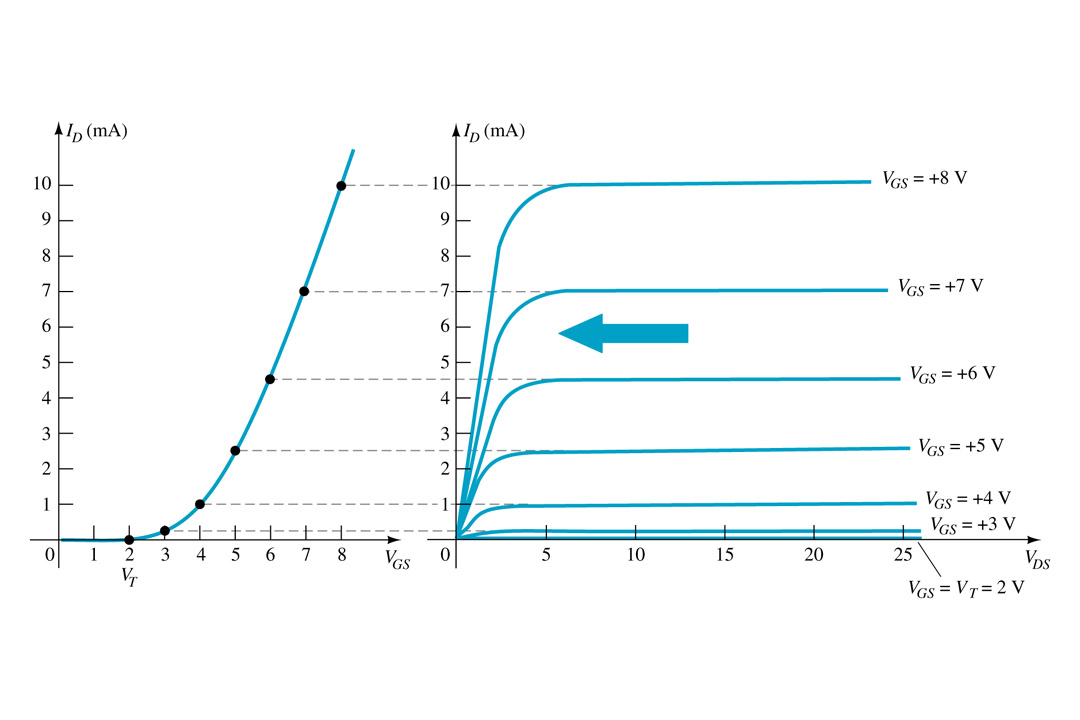 I_D (mA)
10
9
8
7
6
5
4
3
2
1
0 1 2 3 4 5 6 7 8 V_GS
V_T
I_D (mA)
10
9
8
7
6
5
4
3
2
1
0 5 10 15 20 25 V_DS
V_GS = +8 V
V_GS = +7 V
V_GS = +6 V
V_GS = +5 V
V_GS = +4 V
V_GS = +3 V
V_GS = V_T = 2 V